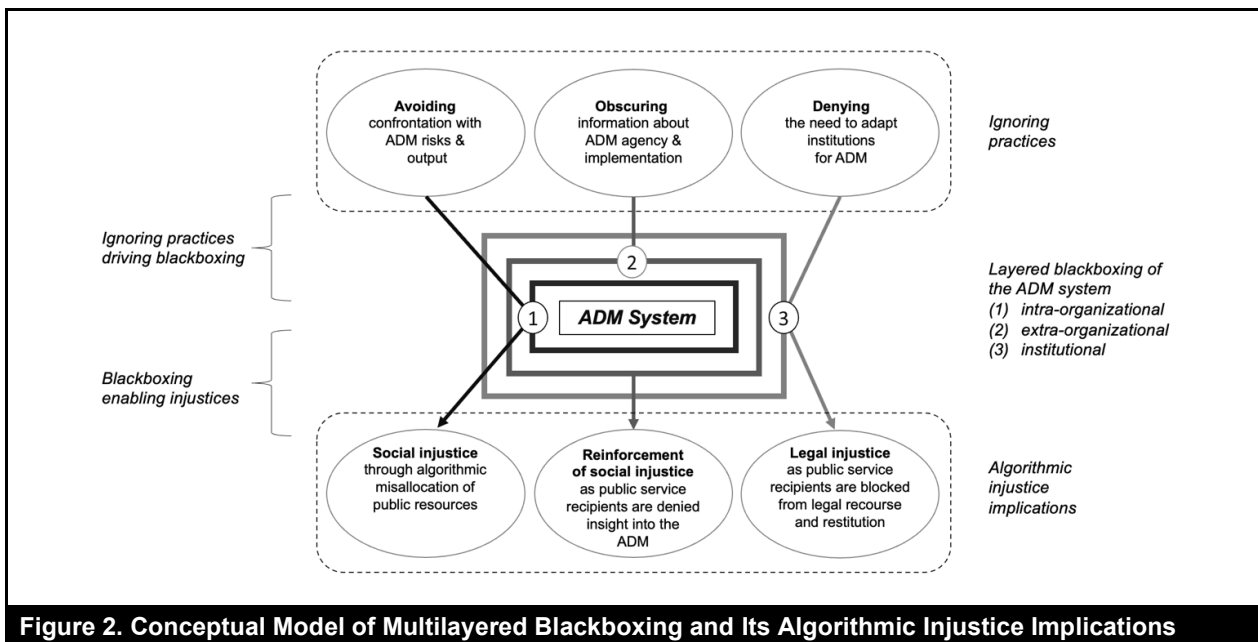 Avoiding
confrontation with
ADM risks &
output
Obscuring
information about
ADM agency &
implementation
Denying
the need to adapt
institutions
for ADM
Ignoring
practices
Ignoring practices
driving blackboxing
2
1
ADM System
3
Layered blackboxing of
the ADM system
(1) intra-organizational
(2) extra-organizational
(3) institutional
Blackboxing
enabling injustices
Social injustice
through algorithmic
misallocation of
public resources
Reinforcement
of social injustice
as public service
recipients are denied
insight into the
ADM
Legal injustice
as public service
recipients are blocked
from legal recourse
and restitution
Algorithmic
injustice
implications
Figure 2. Conceptual Model of Multilayered Blackboxing and Its Algorithmic Injustice Implications